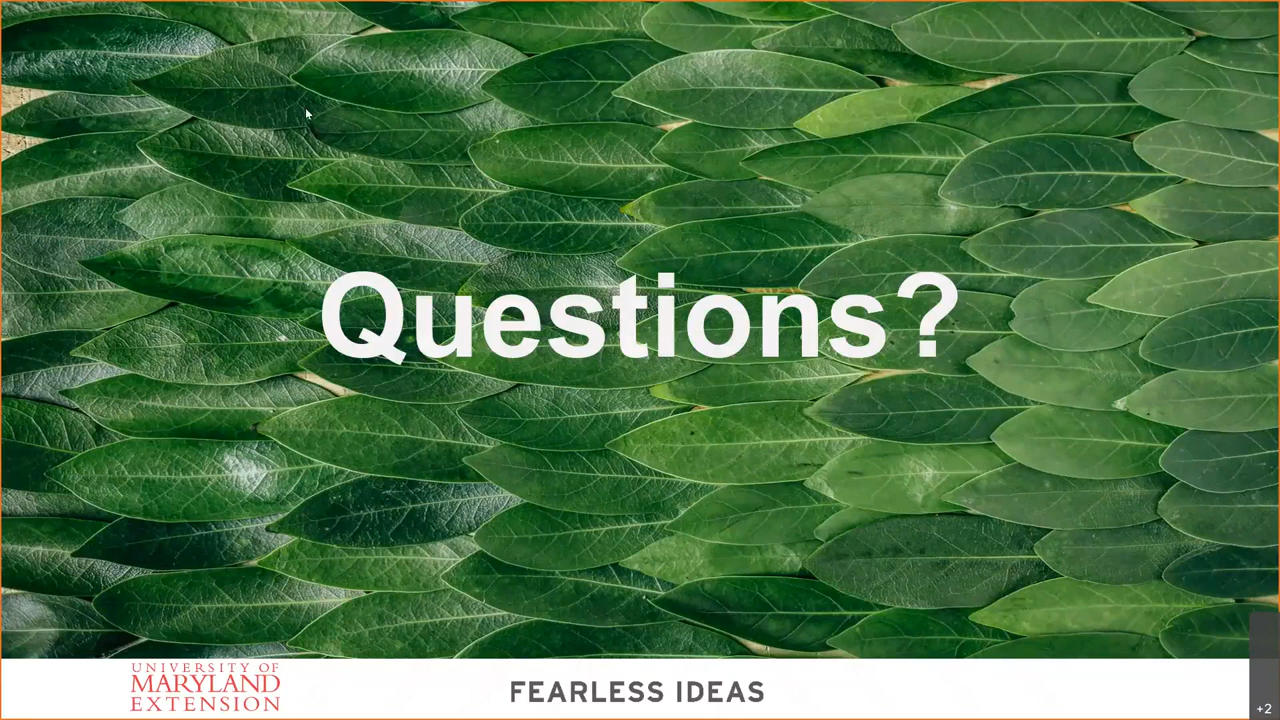 Questions?
UNIVERSITY OF
MARYLAND
EXTENSION
FEARLESS IDEAS
+2